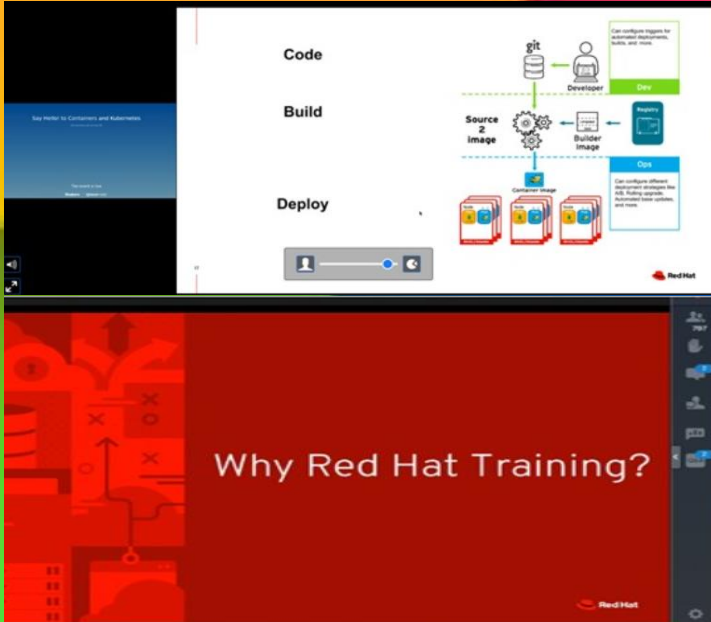 Say Hello! to Containers and Kubernetes
Code
Build
Deploy
git
Developer
Can configure triggers for
automated deployments,
builds, and more.
Dev
Source
2
image
Builder
Image
Registry
Container image
Ops
Can configure different
deployment strategies like
A/B, Rolling upgrade,
Automated base updates,
and more.
Red Hat
Why Red Hat Training?
Red Hat